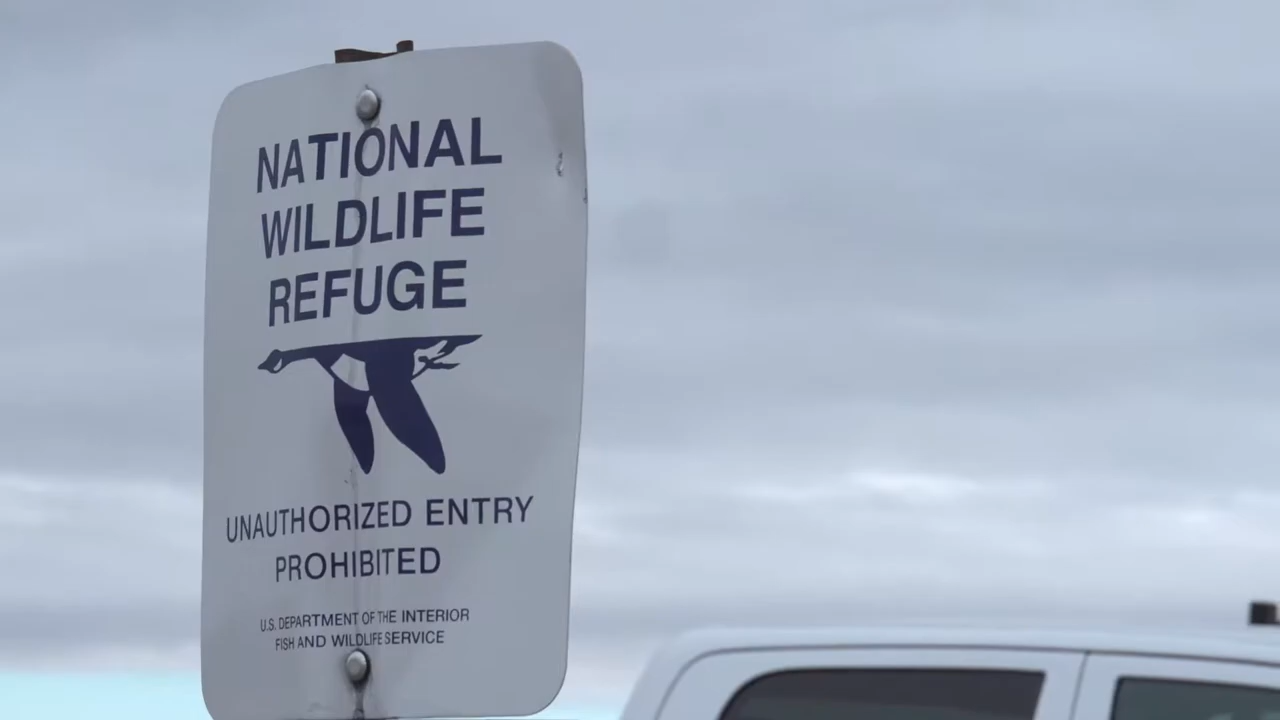 NATIONAL
WILDLIFE
REFUGE
UNAUTHORIZED ENTRY
PROHIBITED
U.S. DEPARTMENT OF THE INTERIOR
FISH AND WILDLIFE SERVICE